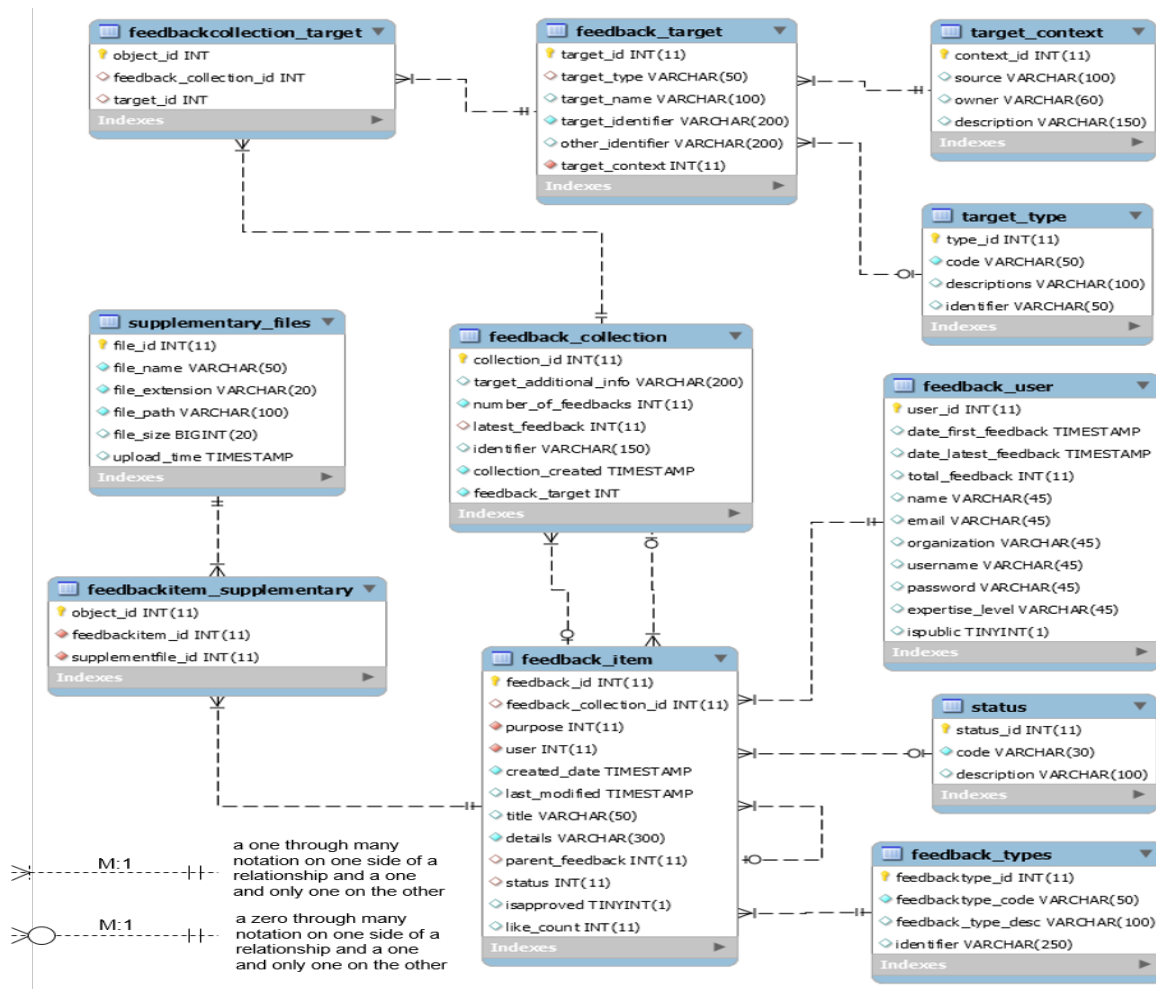 feedbackcollection_target
object_id INT
feedback_collection_id INT
target_id INT
Indexes
feedback_target
target_id INT(11)
target_type VARCHAR(50)
target_name VARCHAR(100)
target_identifier VARCHAR(200)
other_identifier VARCHAR(200)
target_context INT(11)
Indexes
target_context
context_id INT(11)
source VARCHAR(100)
owner VARCHAR(60)
description VARCHAR(150)
Indexes
target_type
type_id INT(11)
code VARCHAR(50)
descriptions VARCHAR(100)
identifier VARCHAR(50)
Indexes
supplementary_files
file_id INT(11)
file_name VARCHAR(50)
file_extension VARCHAR(20)
file_path VARCHAR(100)
file_size BIGINT(20)
upload_time TIMESTAMP
Indexes
feedback_collection
collection_id INT(11)
target_additional_info VARCHAR(200)
number_of_feedbacks INT(11)
latest_feedback INT(11)
identifier VARCHAR(150)
collection_created TIMESTAMP
feedback_target INT
Indexes
feedback_user
user_id INT(11)
date_first_feedback TIMESTAMP
date_latest_feedback TIMESTAMP
total_feedback INT(11)
name VARCHAR(45)
email VARCHAR(45)
organization VARCHAR(45)
username VARCHAR(45)
password VARCHAR(45)
expertise_level VARCHAR(45)
ispublic TINYINT(1)
Indexes
feedbackitem_supplementary
object_id INT(11)
feedbackitem_id INT(11)
supplementfile_id INT(11)
Indexes
feedback_item
feedback_id INT(11)
feedback_collection_id INT(11)
purpose INT(11)
user INT(11)
created_date TIMESTAMP
last_modified TIMESTAMP
title VARCHAR(50)
details VARCHAR(300)
parent_feedback INT(11)
status INT(11)
isapproved TINYINT(1)
like_count INT(11)
Indexes
status
status_id INT(11)
code VARCHAR(30)
description VARCHAR(100)
Indexes
feedback_types
feedbacktype_id INT(11)
feedbacktype_code VARCHAR(50)
feedback_type_desc VARCHAR(100)
identifier VARCHAR(250)
Indexes
M:1
a one through many
notation on one side of a
relationship and a one
and only one on the other
M:1
a zero through many
notation on one side of a
relationship and a one
and only one on the other